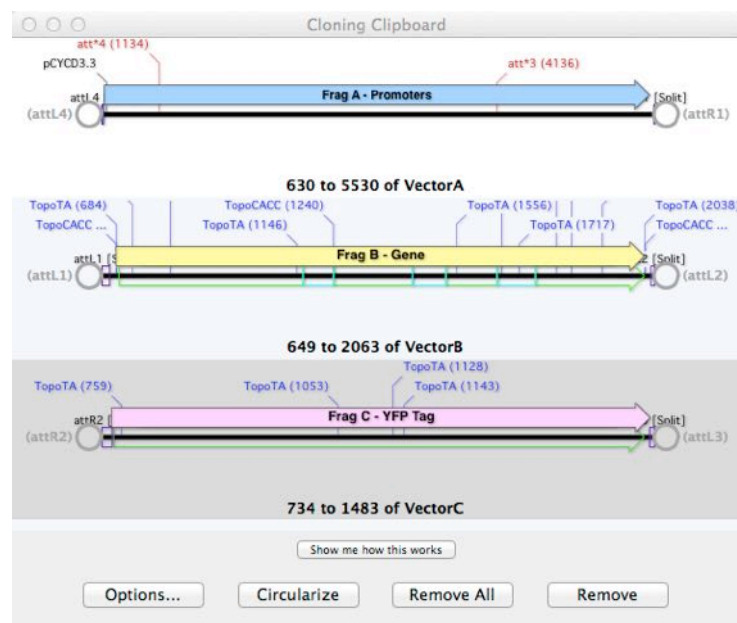 Cloning Clipboard
att*4 (1134)
pCYCD3.3
att*3 (4136)
attL4
Frag A - Promoters
[Split]
(attL4)
(attR1)
630 to 5530 of VectorA
TopoTA (684)
TopoCACC (1240)
TopoTA (1556)
TopoTA (2038)
TopoCACC ...
TopoTA (1146)
TopoTA (1717)
TopoCACC ...
attL1 [S
Frag B - Gene
2 [Split]
(attL1)
(attL2)
649 to 2063 of VectorB
TopoTA (1128)
TopoTA (759)
TopoTA (1053)
TopoTA (1143)
attR2 [
Frag C - YFP Tag
[Split]
(attR2)
(attL3)
734 to 1483 of VectorC
Show me how this works
Options...
Circularize
Remove All
Remove